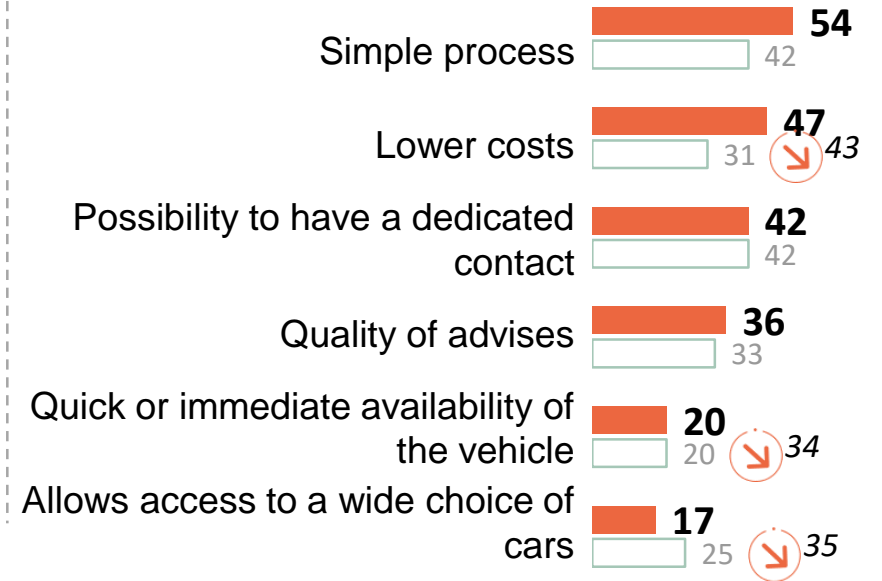 Simple process
54
42
Lower costs
47
31
43
Possibility to have a dedicated
contact
42
42
Quality of advises
36
33
Quick or immediate availability of
the vehicle
20
20
34
Allows access to a wide choice of
cars
17
25
35